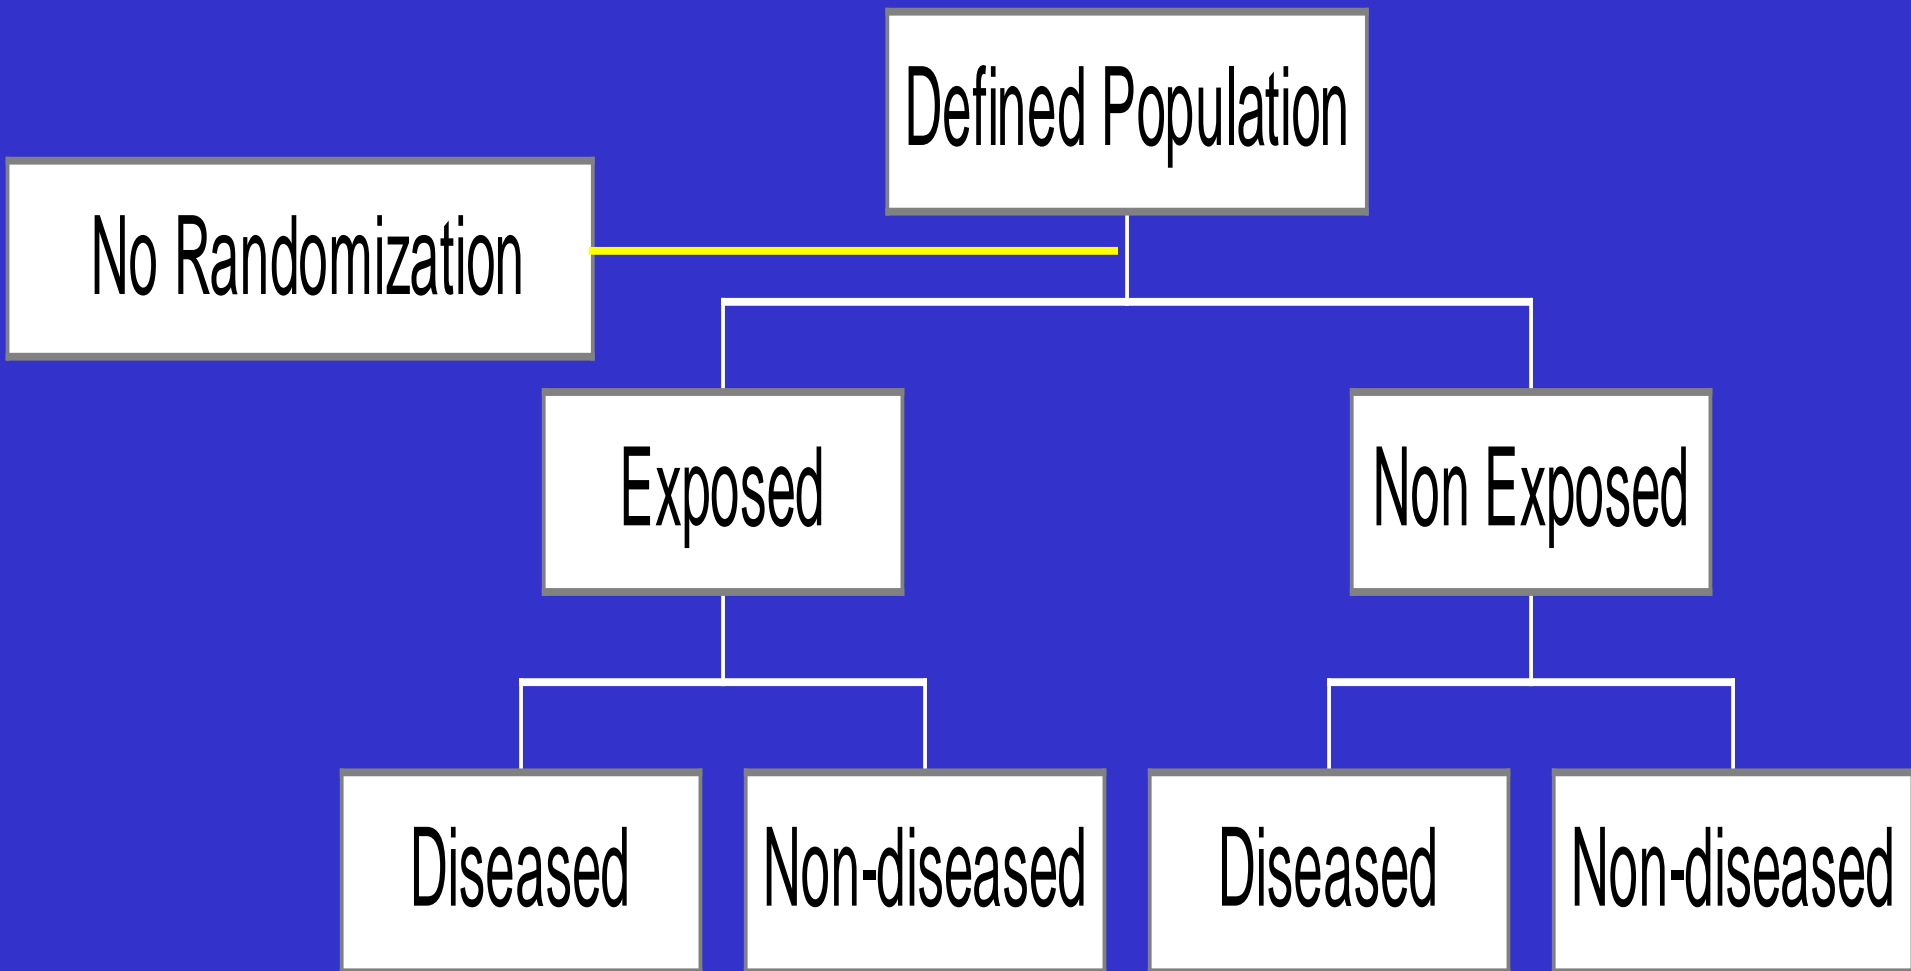 Defined Population
No Randomization
Exposed
Non Exposed
Diseased
Non-diseased
Diseased
Non-diseased